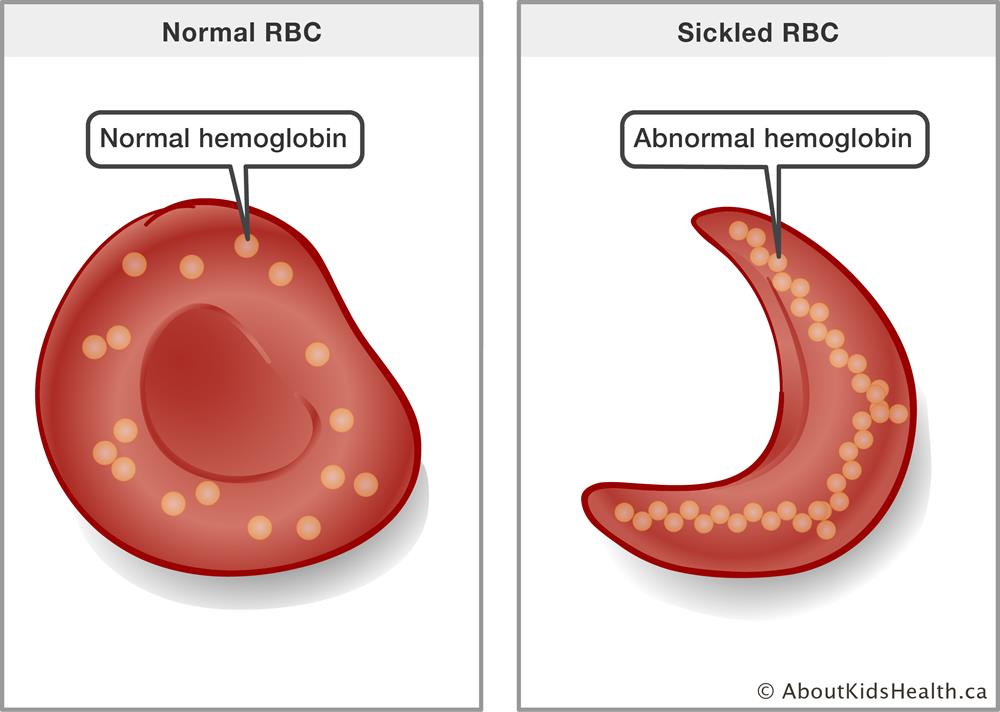 Normal RBC
Normal hemoglobin
Sickled RBC
Abnormal hemoglobin
© AboutKidsHealth.ca